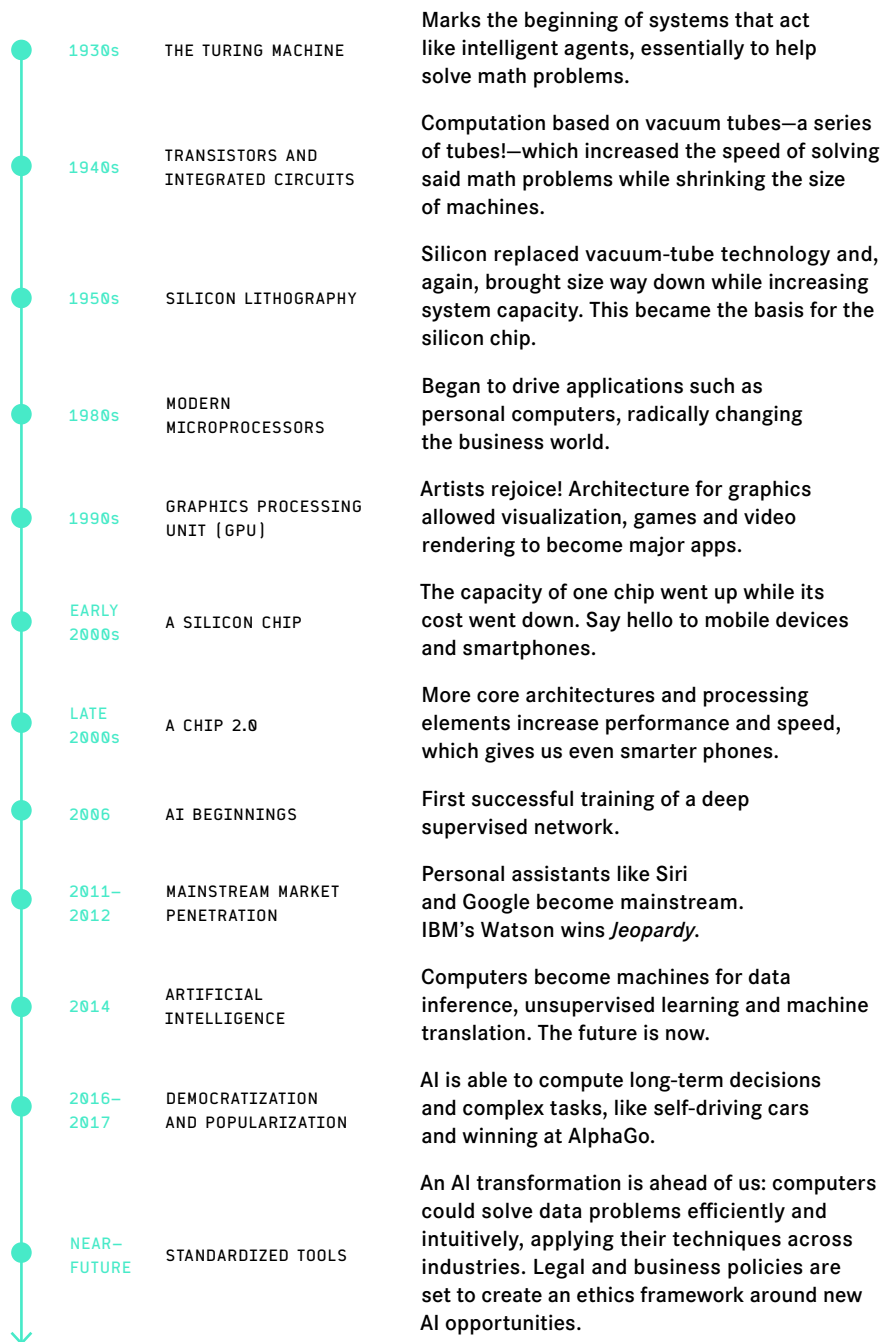 1930s
THE TURING MACHINE
Marks the beginning of systems that act
like intelligent agents, essentially to help
solve math problems.
1940s
TRANSISTORS AND
INTEGRATED CIRCUITS
Computation based on vacuum tubes—a series
of tubes!—which increased the speed of solving
said math problems while shrinking the size
of machines.
1950s
SILICON LITHOGRAPHY
Silicon replaced vacuum-tube technology and,
again, brought size way down while increasing
system capacity. This became the basis for the
silicon chip.
1980s
MODERN
MICROPROCESSORS
Began to drive applications such as
personal computers, radically changing
the business world.
1990s
GRAPHICS PROCESSING
UNIT (GPU)
Artists rejoice! Architecture for graphics
allowed visualization, games and video
rendering to become major apps.
EARLY
2000s
A SILICON CHIP
The capacity of one chip went up while its
cost went down. Say hello to mobile devices
and smartphones.
LATE
2000s
A CHIP 2.0
More core architectures and processing
elements increase performance and speed,
which gives us even smarter phones.
2006
AI BEGINNINGS
First successful training of a deep
supervised network.
2011–
2012
MAINSTREAM MARKET
PENETRATION
Personal assistants like Siri
and Google become mainstream.
IBM's Watson wins Jeopardy.
2014
ARTIFICIAL
INTELLIGENCE
Computers become machines for data
inference, unsupervised learning and machine
translation. The future is now.
2016–
2017
DEMOCRATIZATION
AND POPULARIZATION
AI is able to compute long-term decisions
and complex tasks, like self-driving cars
and winning at AlphaGo.
NEAR–
FUTURE
STANDARDIZED TOOLS
An AI transformation is ahead of us: computers
could solve data problems efficiently and
intuitively, applying their techniques across
industries. Legal and business policies are
set to create an ethics framework around new
AI opportunities.